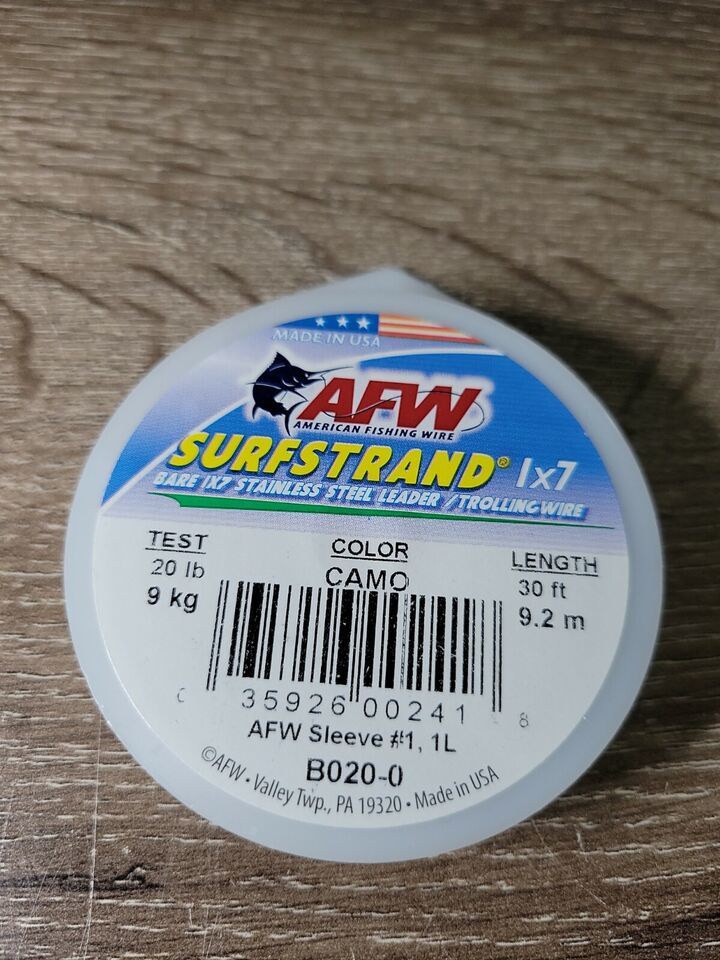 MADE IN USA
AFW
AMERICAN FISHING WIRE
SURFSTRAND® 1x7
BARE 1X7 STAINLESS STEEL LEADER / TROLLING WIRE
TEST
20 lb
9 kg
COLOR
CAMO
LENGTH
30 ft
9.2 m
35926 00241 8
AFW Sleeve #1, 1L
B020-0
©AFW • Valley Twp., PA 19320 • Made in USA